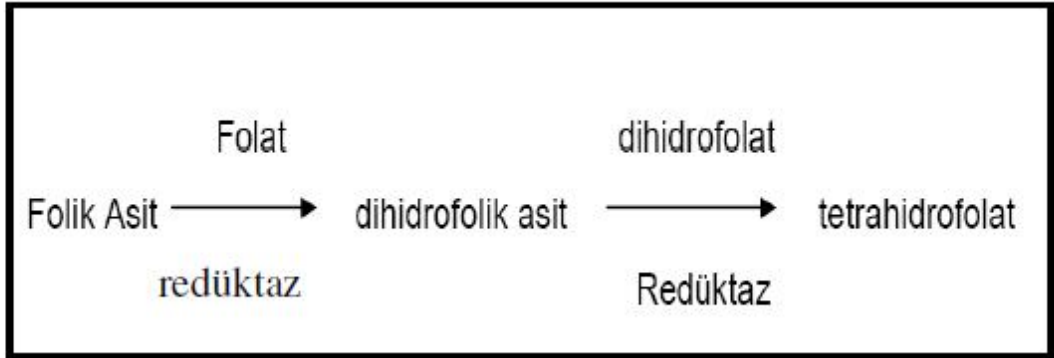 Folat dihidrofolat
Folik Asit dihidrofolik asit tetrahidrofolat
redüktaz Redüktaz